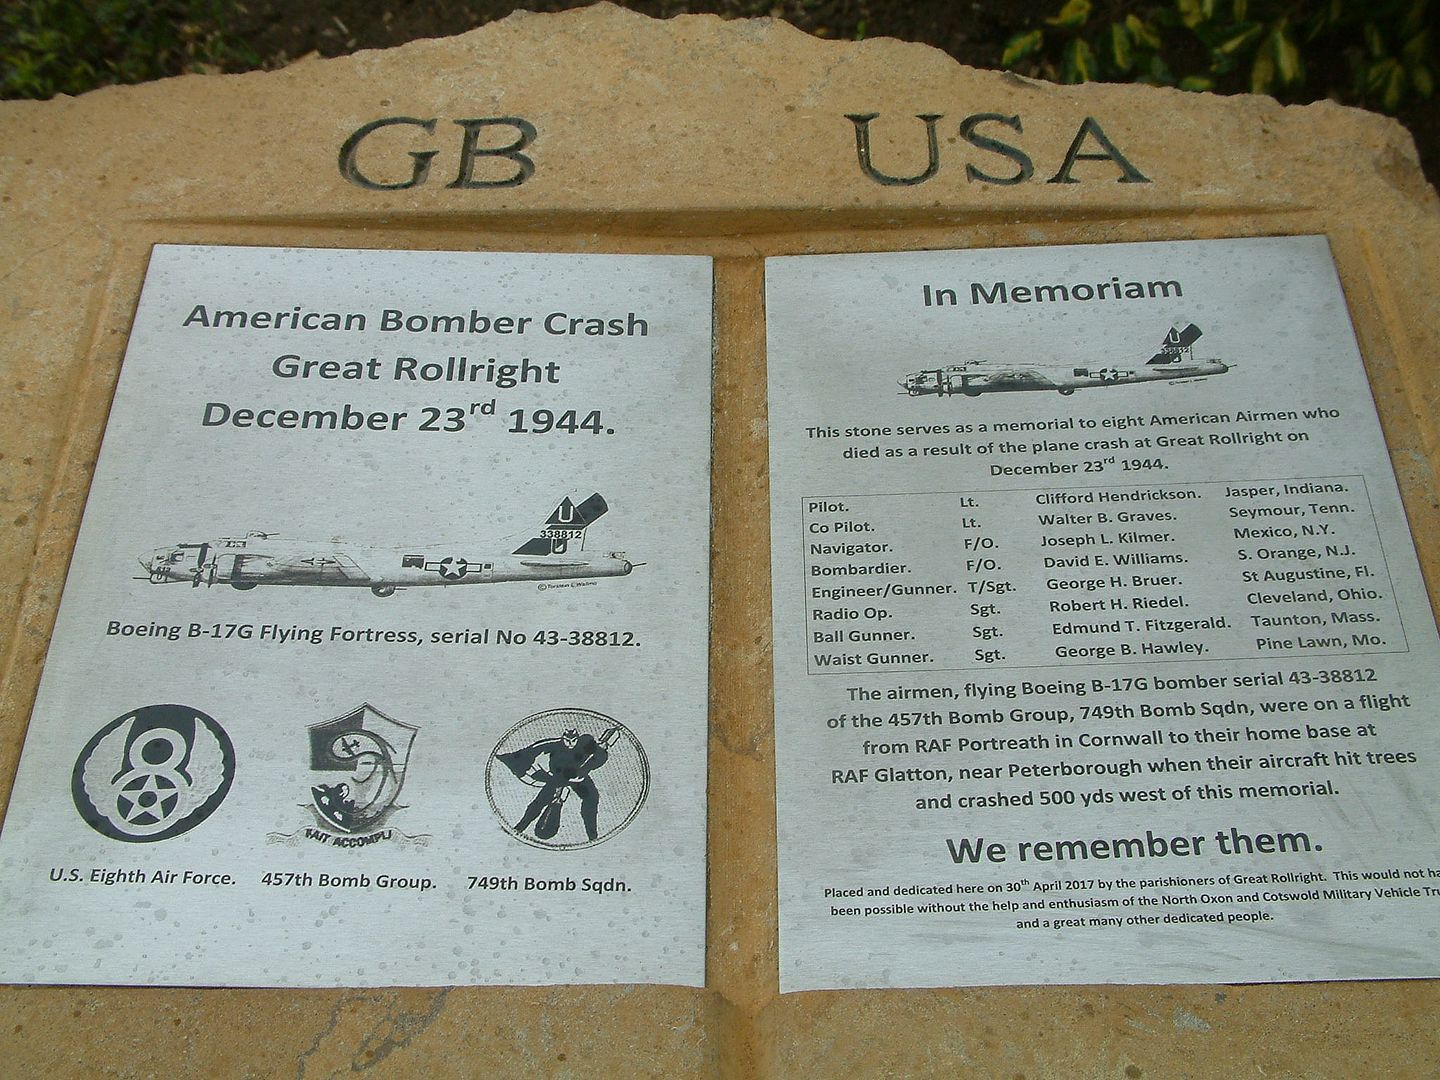 GB USA
American Bomber Crash
Great Rollright
December 23rd 1944.
U
338812
U
© Torsten L Wallmo
Boeing B-17G Flying Fortress, serial No 43-38812.
8
FAIT ACCOMPLI
U.S. Eighth Air Force. 457th Bomb Group. 749th Bomb Sqdn.
In Memoriam
U
338812
This stone serves as a memorial to eight American Airmen who
died as a result of the plane crash at Great Rollright on
December 23rd 1944.
Pilot. Lt. Clifford Hendrickson. Jasper, Indiana.
Co Pilot. Lt. Walter B. Graves. Seymour, Tenn.
Navigator. F/O. Joseph L. Kilmer. Mexico, N.Y.
Bombardier. F/O. David E. Williams. S. Orange, N.J.
Engineer/Gunner. T/Sgt. George H. Bruer. St Augustine, Fl.
Radio Op. Sgt. Robert H. Riedel. Cleveland, Ohio.
Ball Gunner. Sgt. Edmund T. Fitzgerald. Taunton, Mass.
Waist Gunner. Sgt. George B. Hawley. Pine Lawn, Mo.
The airmen, flying Boeing B-17G bomber serial 43-38812
of the 457th Bomb Group, 749th Bomb Sqdn, were on a flight
from RAF Portreath in Cornwall to their home base at
RAF Glatton, near Peterborough when their aircraft hit trees
and crashed 500 yds west of this memorial.
We remember them.
Placed and dedicated here on 30th April 2017 by the parishioners of Great Rollright. This would not ha
been possible without the help and enthusiasm of the North Oxon and Cotswold Military Vehicle Tru
and a great many other dedicated people.